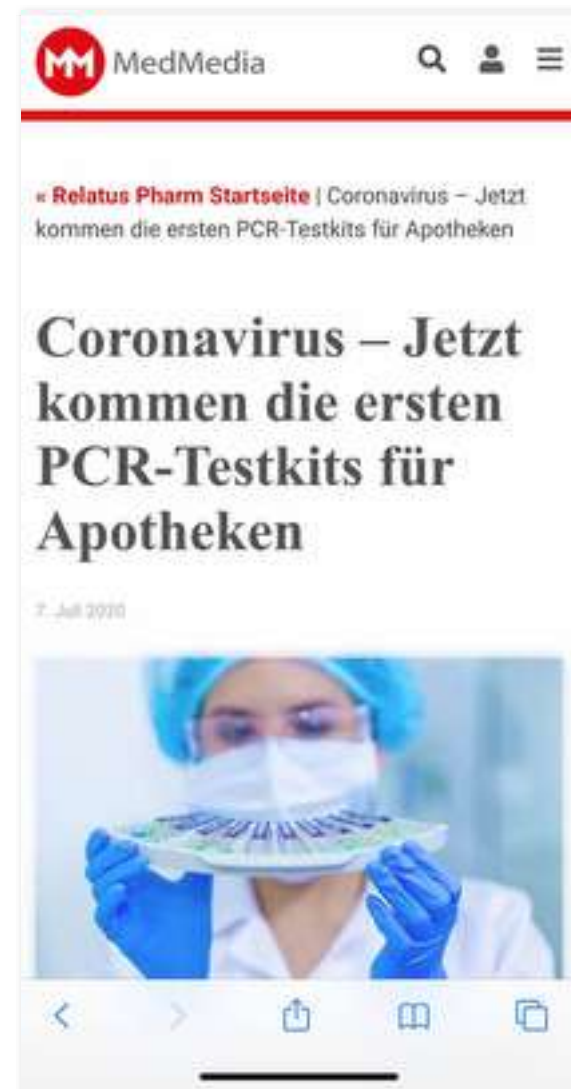 MM MedMedia
« Relatus Pharm Startseite | Coronavirus – Jetzt
kommen die ersten PCR-Testkits für Apotheken
Coronavirus – Jetzt
kommen die ersten
PCR-Testkits für
Apotheken
7. Juli 2020